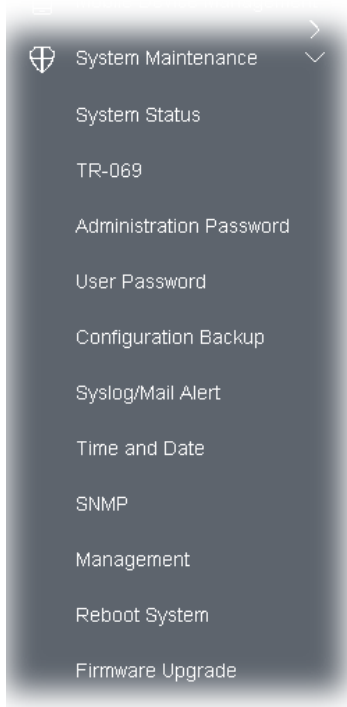 System Maintenance
System Status
TR-069
Administration Password
User Password
Configuration Backup
Syslog/Mail Alert
Time and Date
SNMP
Management
Reboot System
Firmware Upgrade